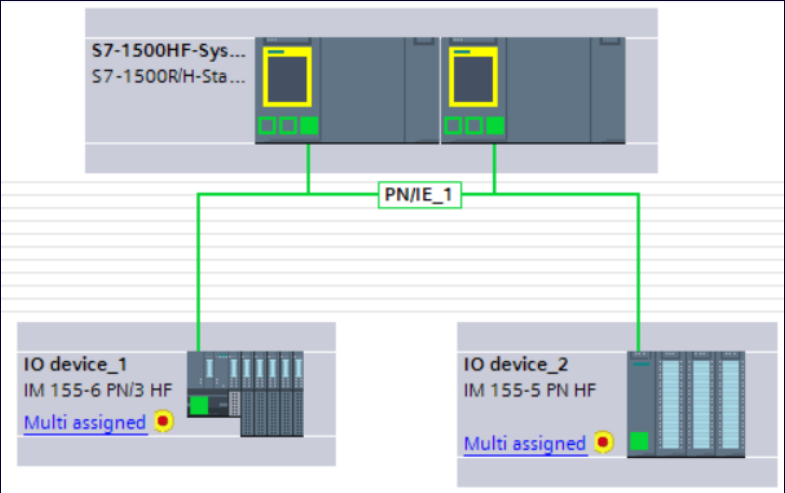 S7-1500HF-Sys...
S7-1500R/H-Sta...
PN/IE_1
IO device_1
IM 155-6 PN/3 HF
Multi assigned
IO device_2
IM 155-5 PN HF
Multi assigned